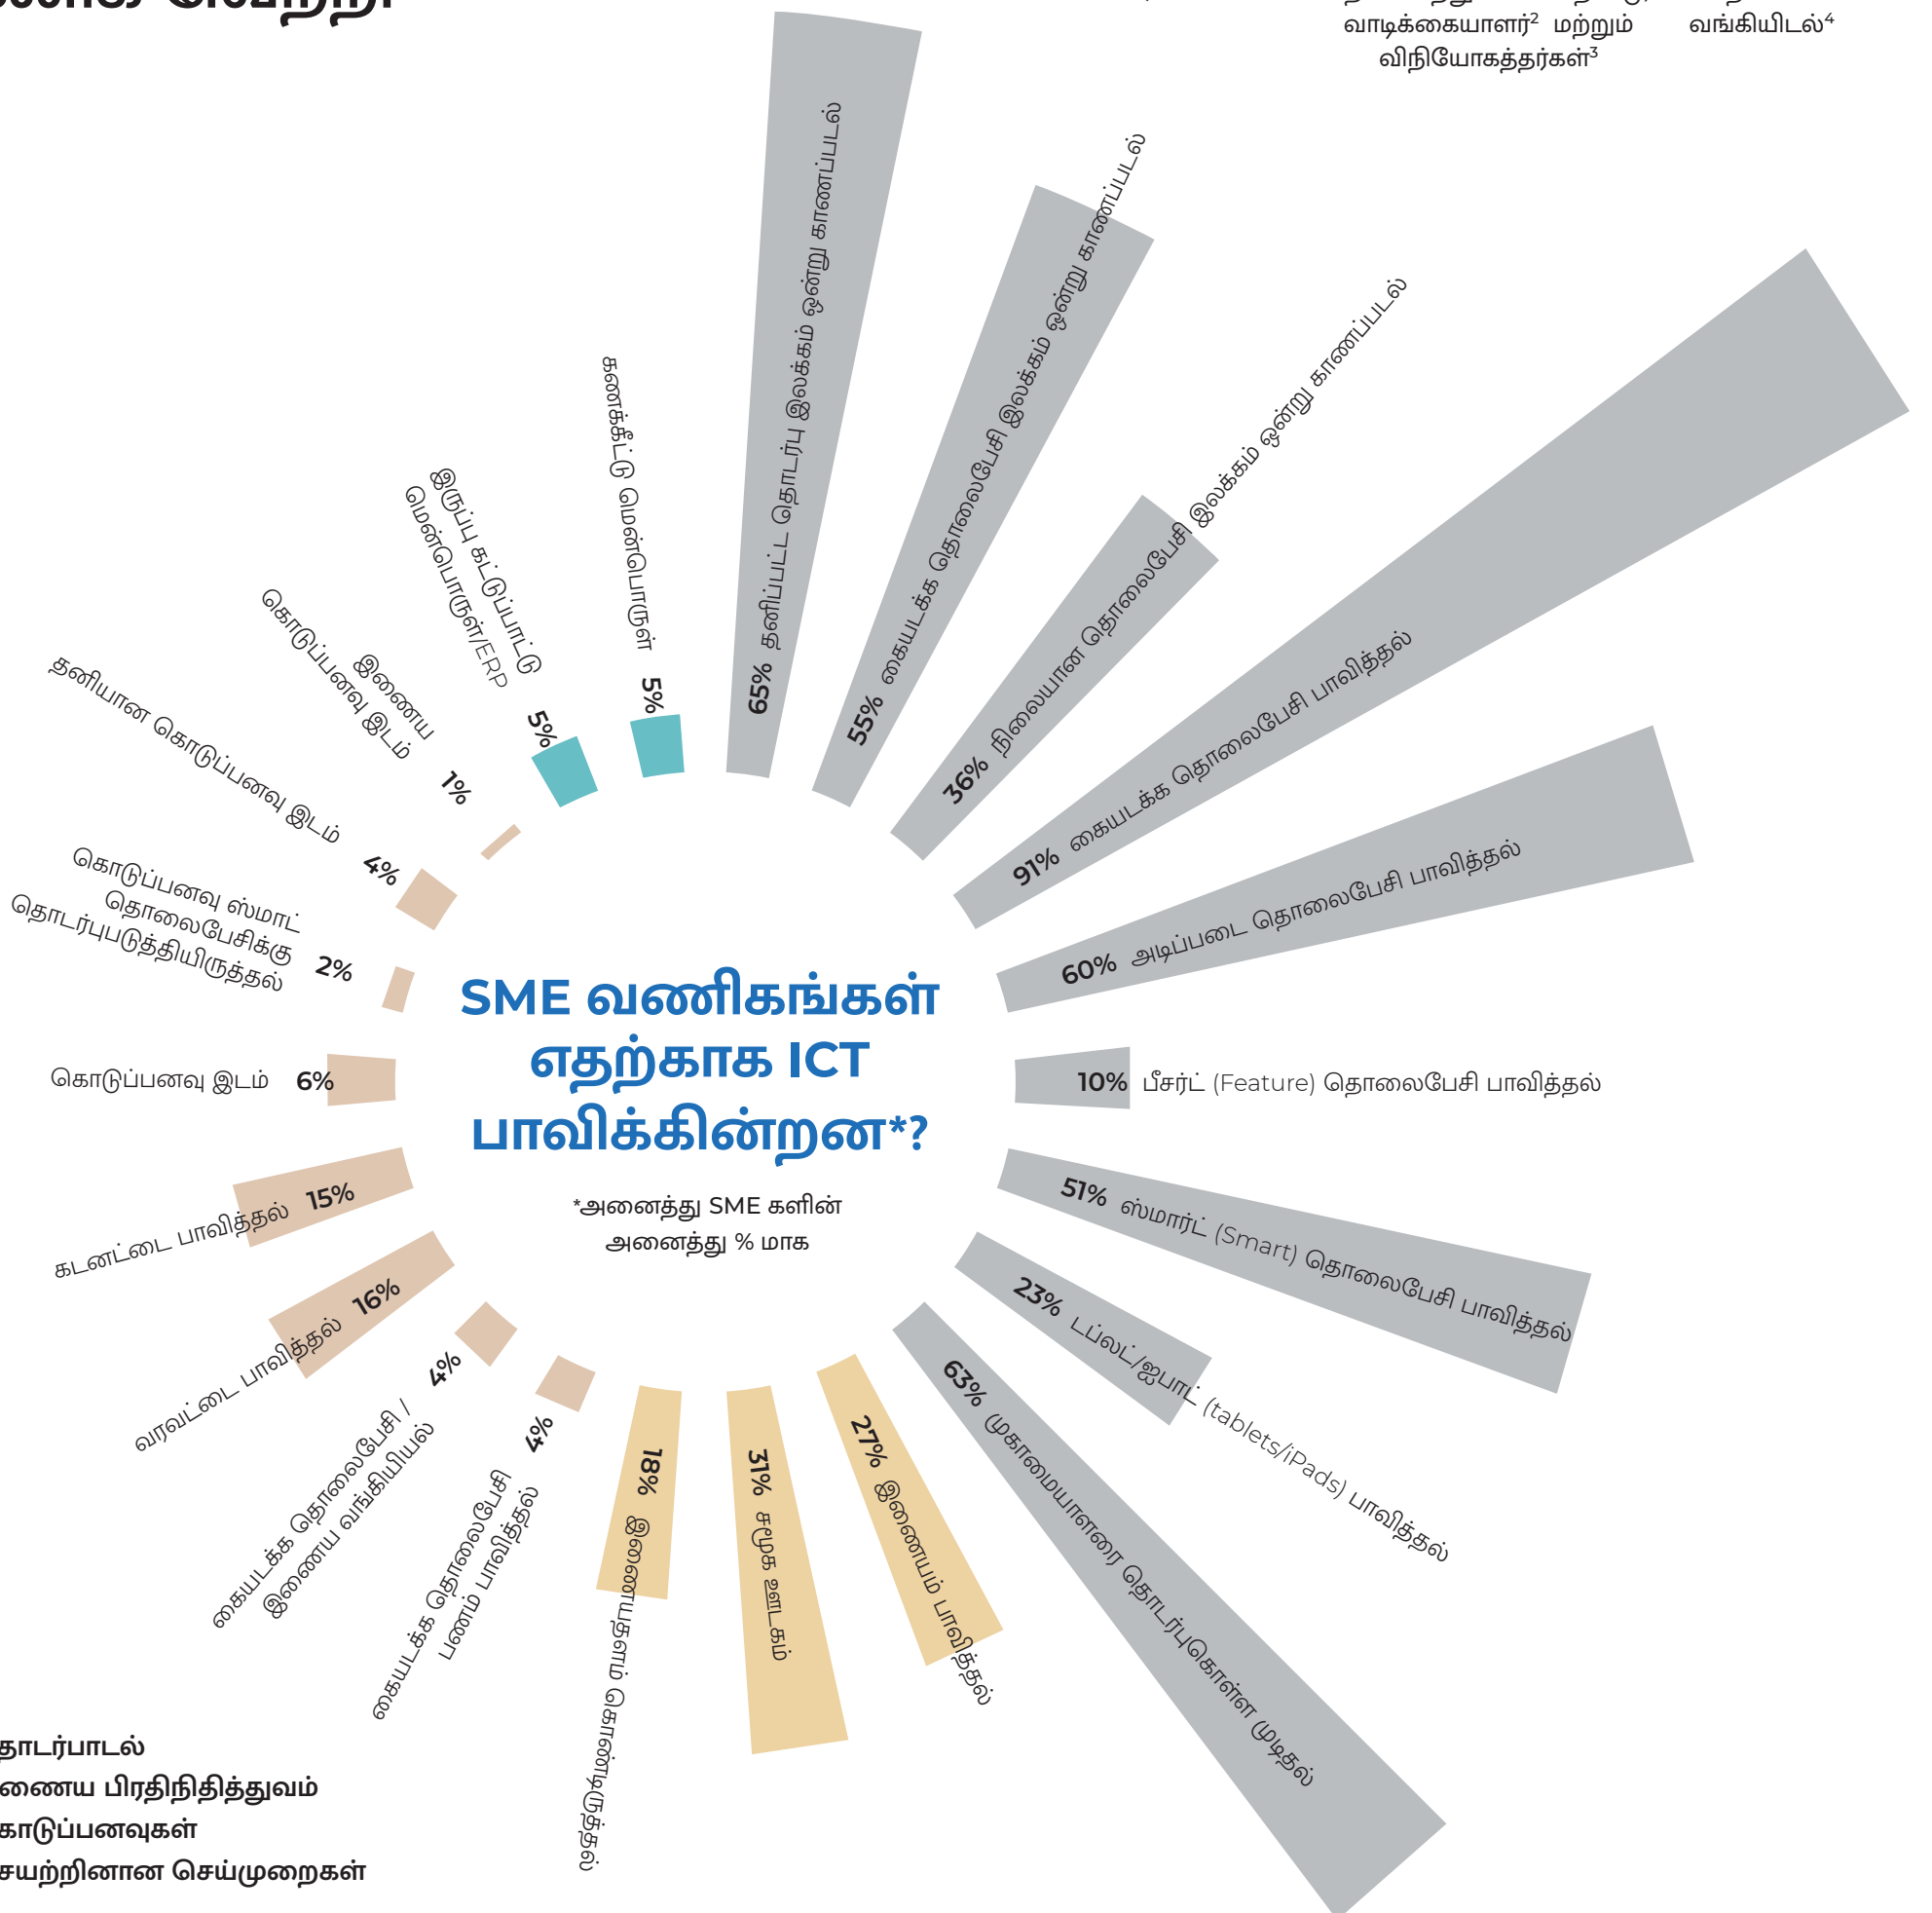 வாடிக்கையாளர்² மற்றும்
விநியோகத்தர்கள்³
வங்கியிடல்⁴
65% தனிப்பட்ட தொடர்பு இலக்கம் ஒன்று காணப்படல்
55% கையடக்க தொலைபேசி இலக்கம் ஒன்று காணப்படல்
36% நிலையான தொலைபேசி இலக்கம் ஒன்று காணப்படல்
91% கையடக்க தொலைபேசி பாவித்தல்
60% அடிப்படை தொலைபேசி பாவித்தல்
10% பீசர்ட் (Feature) தொலைபேசி பாவித்தல்
51% ஸ்மார்ட் (Smart) தொலைபேசி பாவித்தல்
23% டப்லட்/ஐபாட் (tablets/iPads) பாவித்தல்
63% முகாமையாளரை தொடர்புகொள்ள முடிதல்
27% இணையம் பாவித்தல்
31% சமூக ஊடகம்
18% இணையதளம் கொண்டிருத்தல்
4%
கையடக்க தொலைபேசி
பணம் பாவித்தல்
4%
கையடக்க தொலைபேசி /
இணைய வங்கியியல்
வரவட்டை பாவித்தல் 16%
கடனட்டை பாவித்தல் 15%
கொடுப்பனவு இடம் 6%
கொடுப்பனவு ஸ்மாட்
தொலைபேசிக்கு
தொடர்புபடுத்தியிருத்தல்
2%
தனியான கொடுப்பனவு இடம் 4%
இணைய
கொடுப்பனவு இடம்
1%
இருப்பு கட்டுப்பாட்டு
மென்பொருள்/ERP
5%
கணக்கீட்டு மென்பொருள் 5%
SME வணிகங்கள்
எதற்காக ICT
பாவிக்கின்றன*?
*அனைத்து SME களின்
அனைத்து % மாக
தாடர்பாடல்
ணைய பிரதிநிதித்துவம்
காடுப்பனவுகள்
சயற்றினான செய்முறைகள்